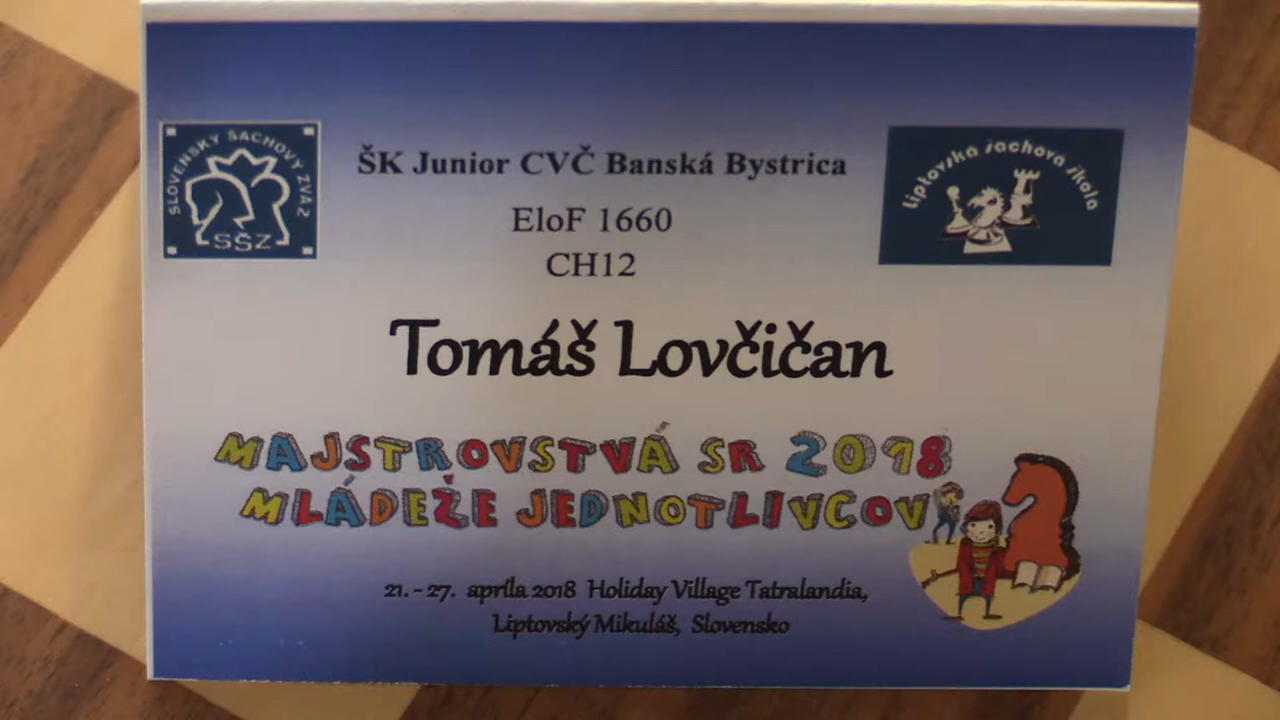 SLOVENSKÝ ŠACHOVÝ ZVÄZ
SŠZ
ŠK Junior CVČ Banská Bystrica
EloF 1660
CH12
Liptovská šachová škola
Tomáš Lovčičan
MAJSTROVSTVÁ SR 2018
MLÁDEŽE JEDNOTLIVCOV
21. - 27. apríla 2018 Holiday Village Tatralandia,
Liptovský Mikuláš, Slovensko